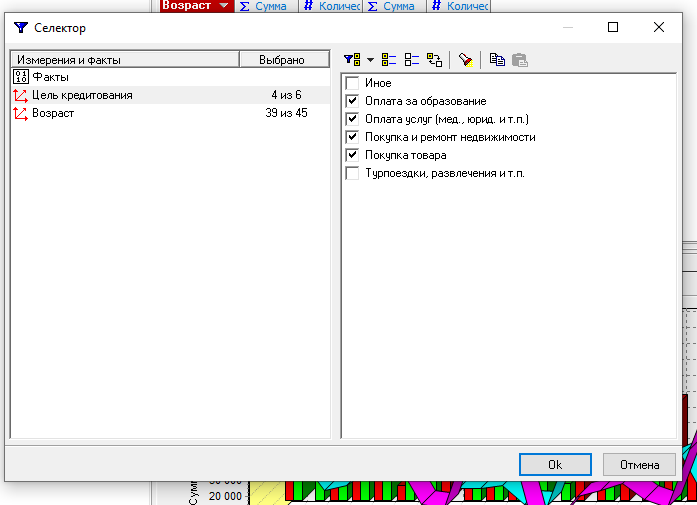 Возраст Σ Сумма # Количес Σ Сумма # Количес
Селектор
Измерения и факты Выбрано
Факты
Цель кредитования 4 из 6
Возраст 39 из 45
Иное
Оплата за образование
Оплата услуг (мед., юрид. и т.п.)
Покупка и ремонт недвижимости
Покупка товара
Турпоездки, развлечения и т.п.
Ok Отмена
Сумм
20 000